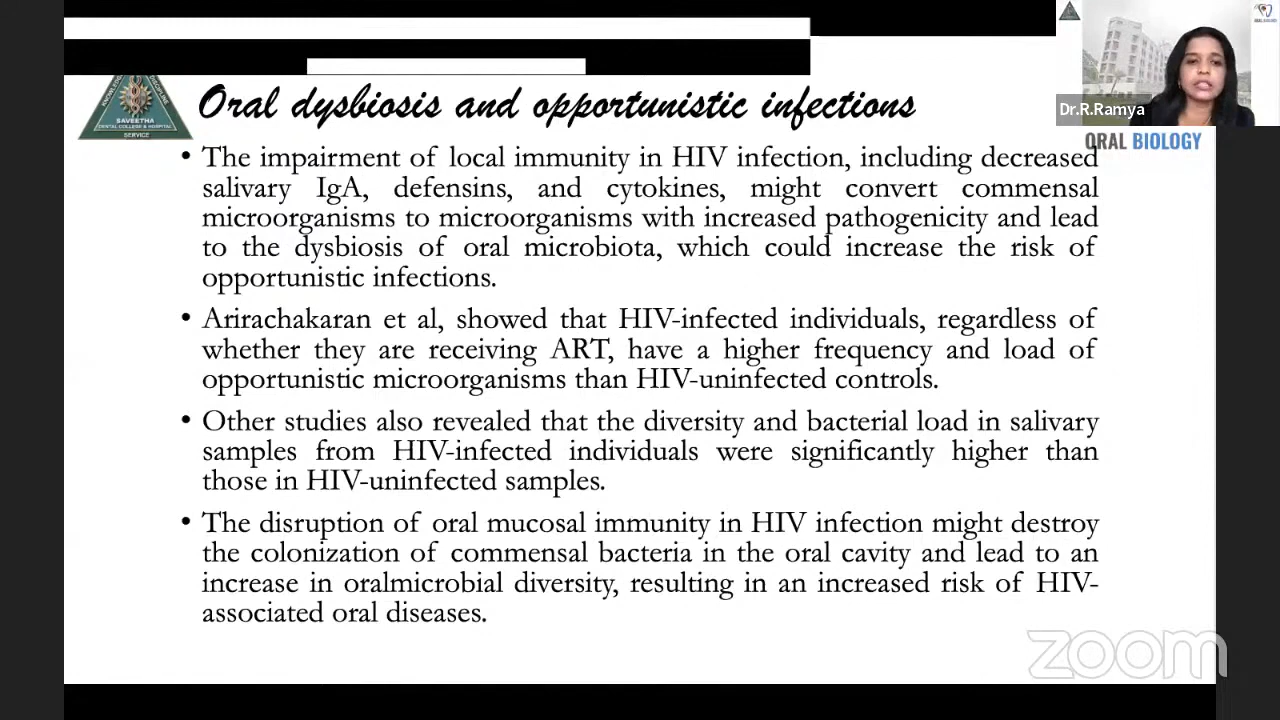 Oral dysbiosis and opportunistic infections
Dr.R.Ramya
ORAL BIOLOGY
SAVEETHA
DENTAL COLLEGE & HOSPITAL
SERVICE
• The impairment of local immunity in HIV infection, including decreased
salivary IgA, defensins, and cytokines, might convert commensal
microorganisms to microorganisms with increased pathogenicity and lead
to the dysbiosis of oral microbiota, which could increase the risk of
opportunistic infections.
• Arirachakaran et al, showed that HIV-infected individuals, regardless of
whether they are receiving ART, have a higher frequency and load of
opportunistic microorganisms than HIV-uninfected controls.
• Other studies also revealed that the diversity and bacterial load in salivary
samples from HIV-infected individuals were significantly higher than
those in HIV-uninfected samples.
• The disruption of oral mucosal immunity in HIV infection might destroy
the colonization of commensal bacteria in the oral cavity and lead to an
increase in oralmicrobial diversity, resulting in an increased risk of HIV-
associated oral diseases.
zoom